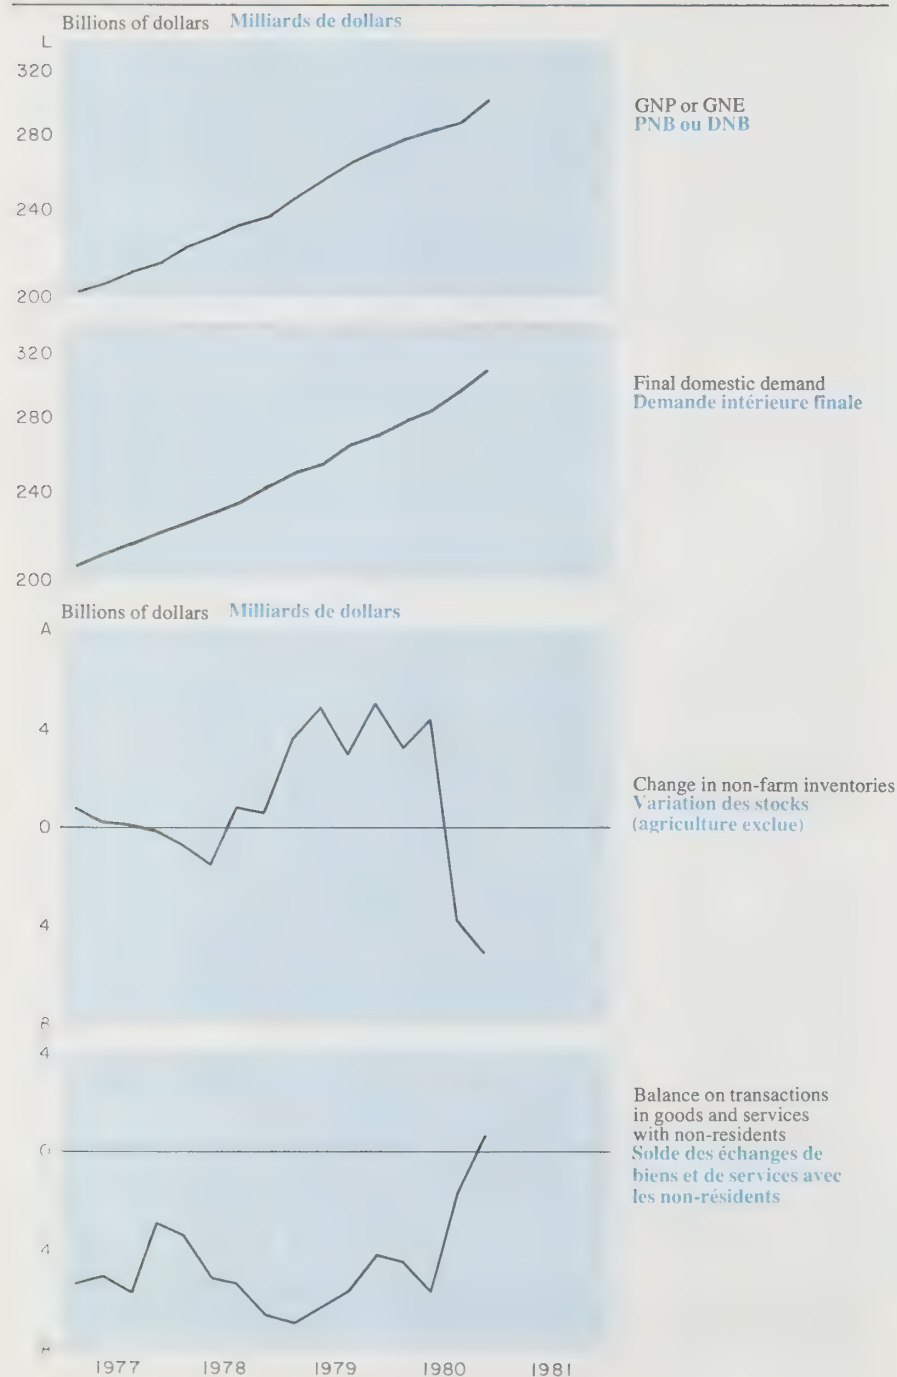 Billions of dollars Milliards de dollars
L
320
280
240
200
GNP or GNE
PNB ou DNB
320
280
240
200
Final domestic demand
Demande intérieure finale
Billions of dollars Milliards de dollars
A
4
0
4
8
Change in non-farm inventories
Variation des stocks
(agriculture exclue)
4
0
4
Balance on transactions
in goods and services
with non-residents
Solde des échanges de
biens et de services avec
les non-résidents
1977 1978 1979 1980 1981